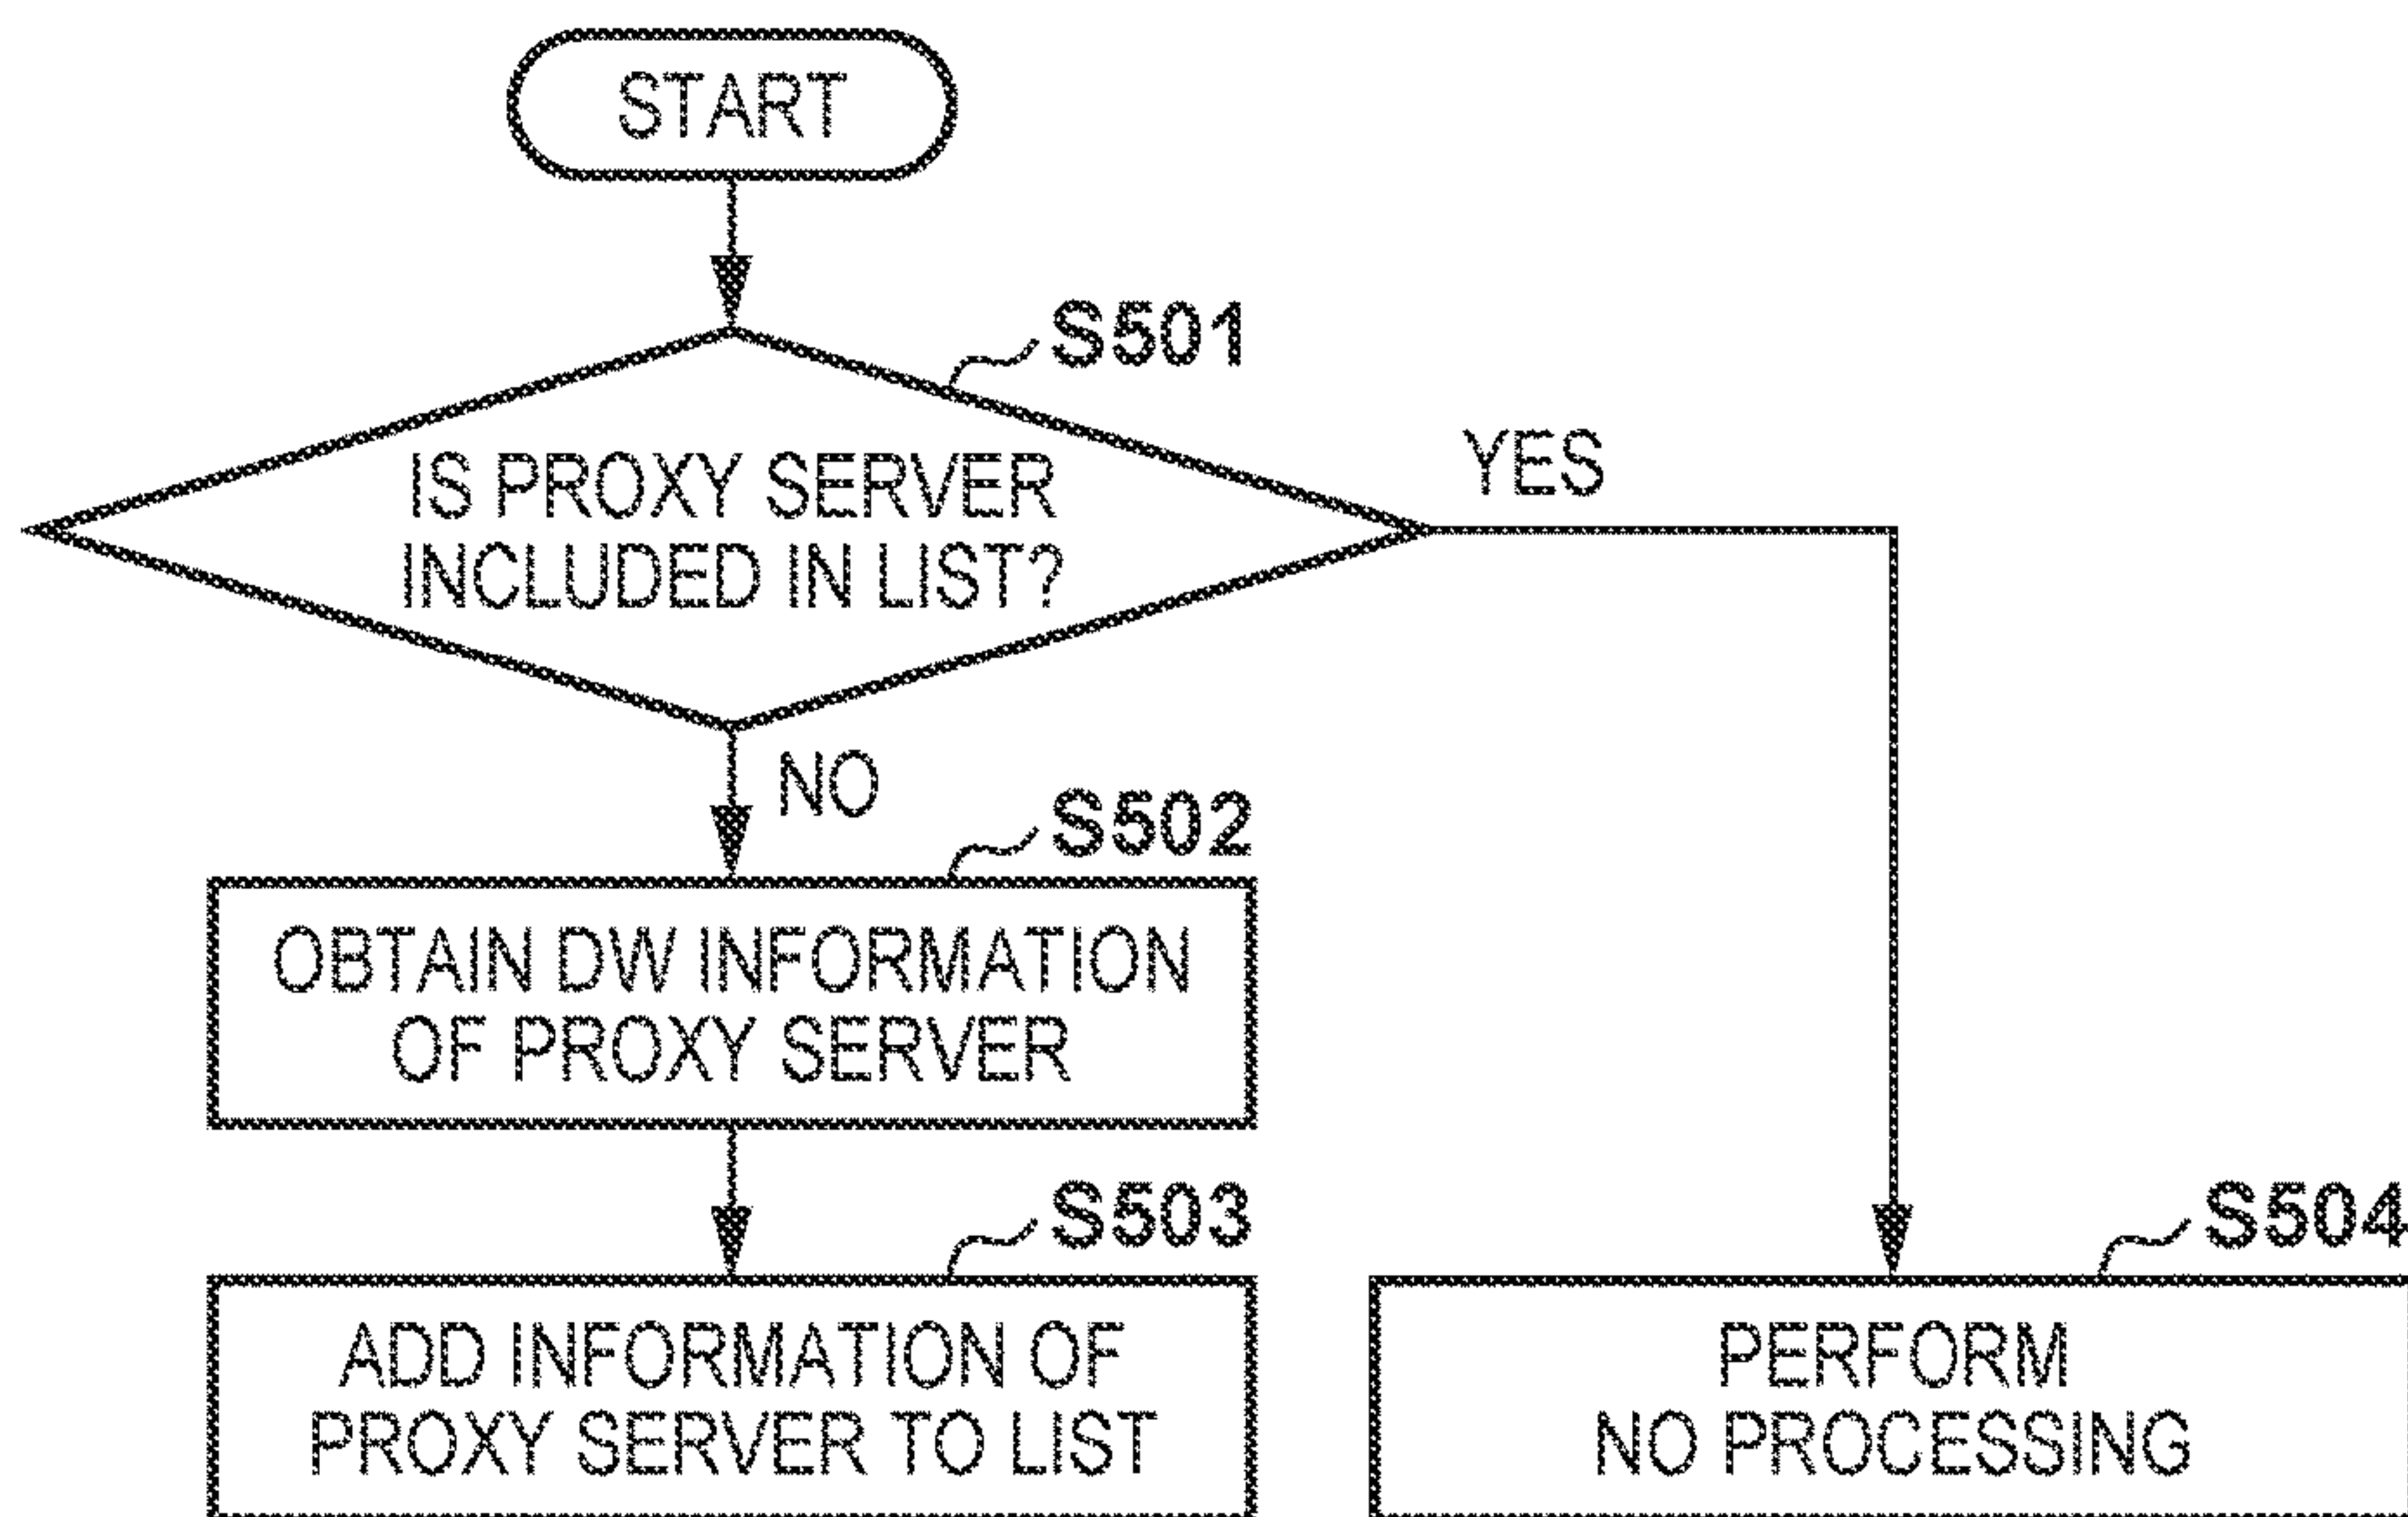 START
S501
IS PROXY SERVER
INCLUDED IN LIST?
YES
NO
S502
OBTAIN DW INFORMATION
OF PROXY SERVER
S503
ADD INFORMATION OF
PROXY SERVER TO LIST
S504
PERFORM
NO PROCESSING